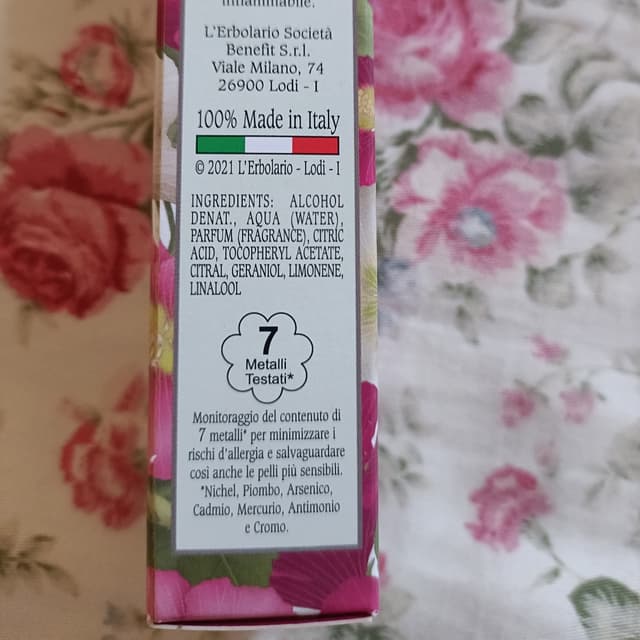 infiammabile.
L'Erbolario Società
Benefit S.r.l.
Viale Milano, 74
26900 Lodi - I
100% Made in Italy
© 2021 L'Erbolario - Lodi - I
INGREDIENTS: ALCOHOL
DENAT., AQUA (WATER),
PARFUM (FRAGRANCE), CITRIC
ACID, TOCOPHERYL ACETATE,
CITRAL, GERANIOL, LIMONENE,
LINALOOL
7
Metalli
Testati*
Monitoraggio del contenuto di
7 metalli* per minimizzare i
rischi d'allergia e salvaguardare
così anche le pelli più sensibili.
*Nichel, Piombo, Arsenico,
Cadmio, Mercurio, Antimonio
e Cromo.